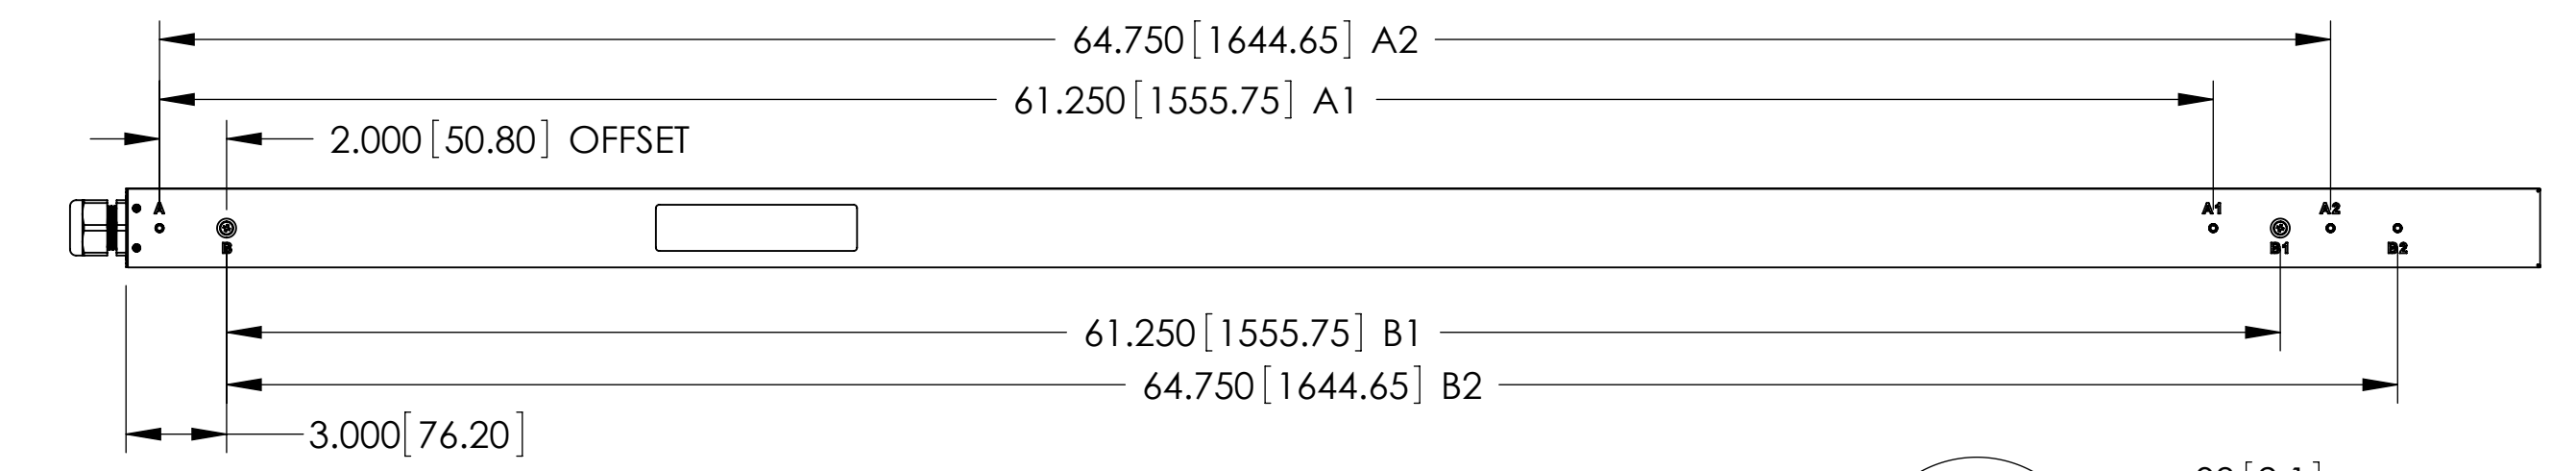 64.750[1644.65] A2
61.250[1555.75] A1
2.000[50.80] OFFSET
A
A1
A2
B
B1
B2
61.250[1555.75] B1
64.750[1644.65] B2
3.000[76.20]